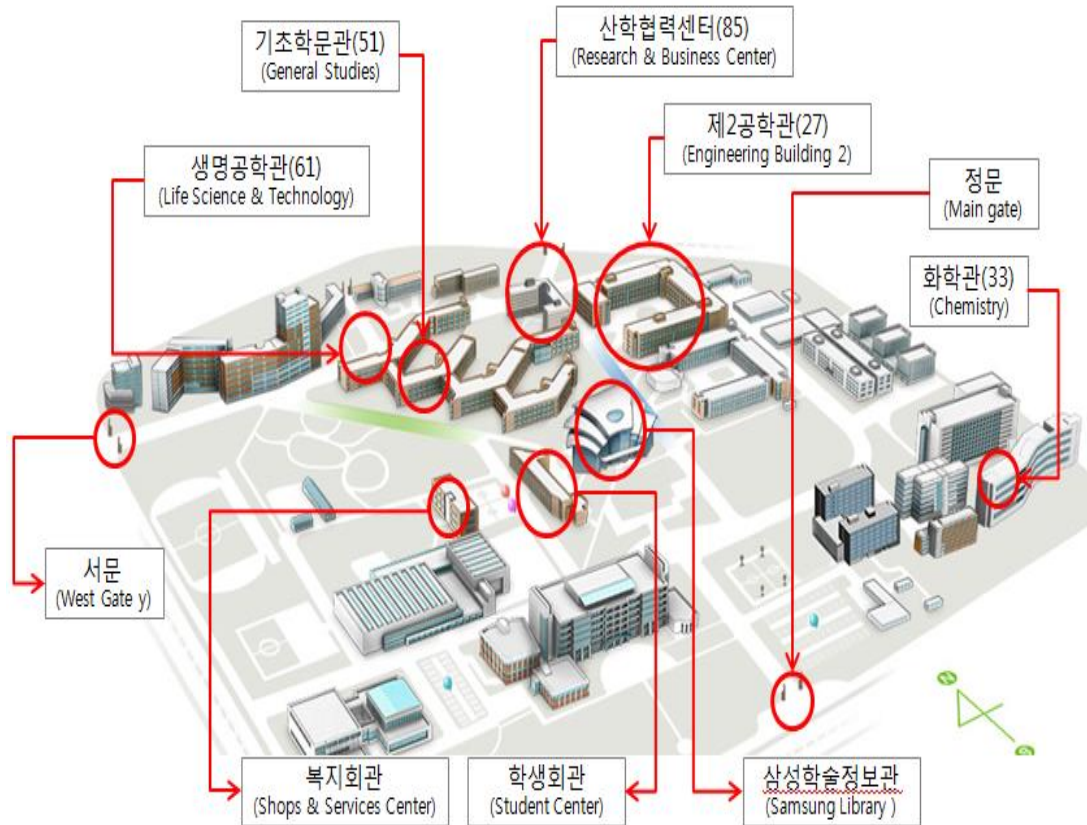 산학협력센터(85)
(Research & Business Center)
기초학문관(51)
(General Studies)
제2공학관(27)
(Engineering Building 2)
생명공학관(61)
(Life Science & Technology)
정문
(Main gate)
화학관(33)
(Chemistry)
서문
(West Gate y)
복지회관
(Shops & Services Center)
학생회관
(Student Center)
삼성학술정보관
(Samsung Library )
N